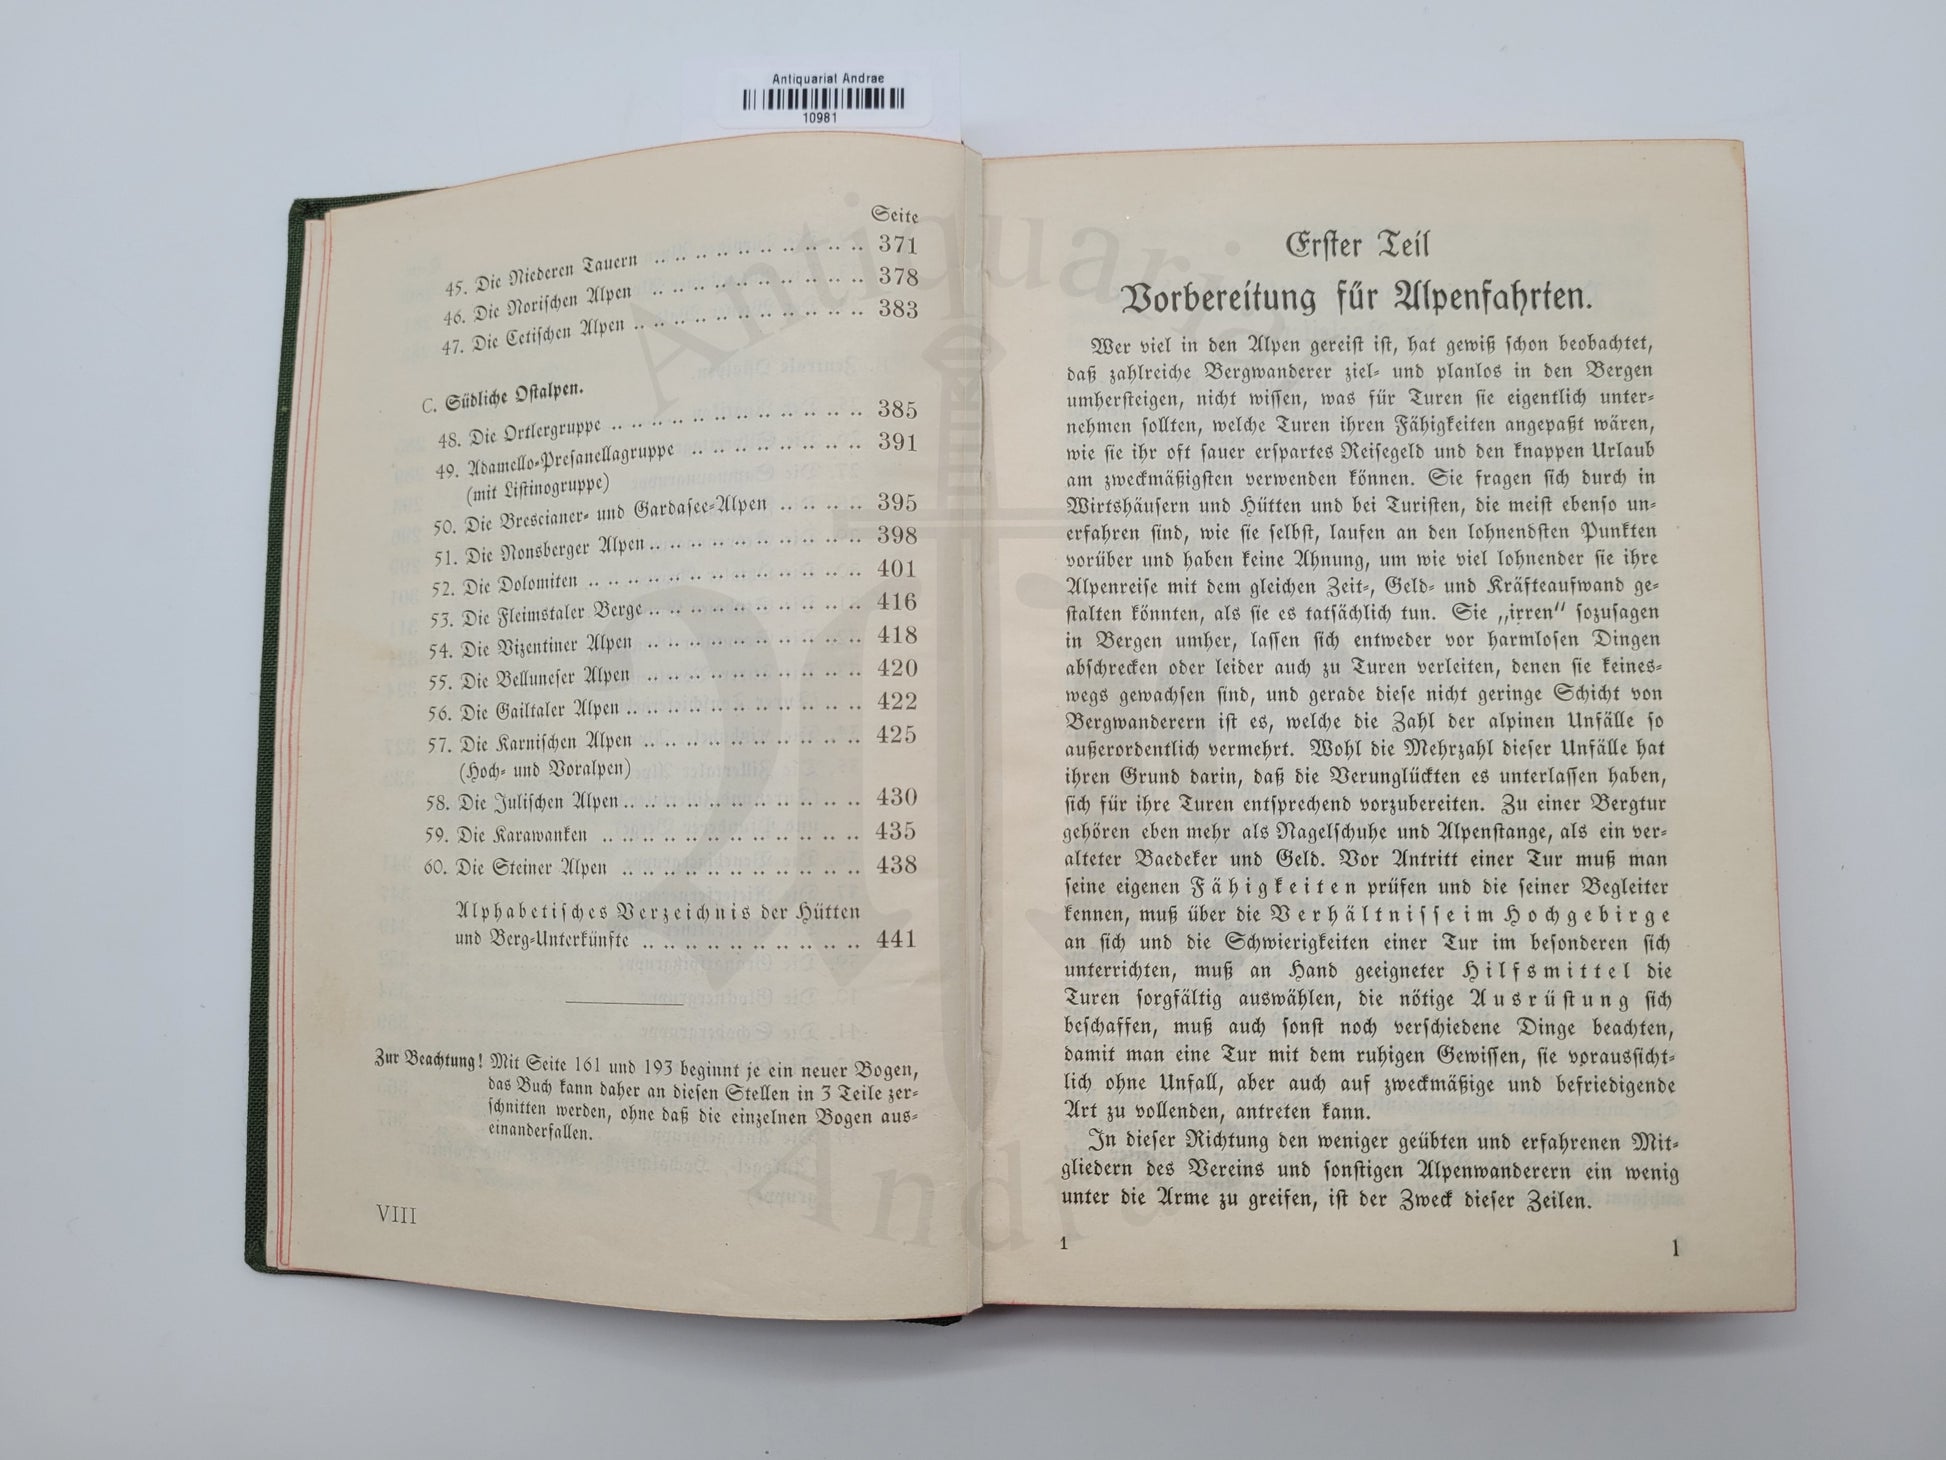 Antiquariat Andrae
10981
Seite
45. Die Niederen Tauern .. .. .. .. .. .. .. .. .. .. 371
46. Die Norischen Alpen .. .. .. .. .. .. .. .. .. .. 378
47. Die Cetischen Alpen .. .. .. .. .. .. .. .. .. .. .. 383
C. Südliche Ostalpen.
48. Die Ortlergruppe .. .. .. .. .. .. .. .. .. .. .. .. 385
49. Adamello-Presanellagruppe .. .. .. .. .. .. .. .. 391
(mit Listinogruppe)
50. Die Brescianer- und Gardasee-Alpen .. .. .. .. 395
51. Die Nonsberger Alpen .. .. .. .. .. .. .. .. .. .. 398
52. Die Dolomiten .. .. .. .. .. .. .. .. .. .. .. .. .. 401
53. Die Fleimstaler Berge .. .. .. .. .. .. .. .. .. .. 416
54. Die Vizentiner Alpen .. .. .. .. .. .. .. .. .. .. 418
55. Die Belluneser Alpen .. .. .. .. .. .. .. .. .. .. 420
56. Die Gailtaler Alpen .. .. .. .. .. .. .. .. .. .. .. 422
57. Die Karnischen Alpen .. .. .. .. .. .. .. .. .. .. 425
(Hoch- und Voralpen)
58. Die Julischen Alpen .. .. .. .. .. .. .. .. .. .. .. 430
59. Die Karawanken .. .. .. .. .. .. .. .. .. .. .. .. 435
60. Die Steiner Alpen .. .. .. .. .. .. .. .. .. .. .. 438
Alphabetisches Verzeichnis der Hütten
und Berg-Unterkünfte .. .. .. .. .. .. .. .. .. .. 441
Zur Beachtung! Mit Seite 161 und 193 beginnt je ein neuer Bogen,
das Buch kann daher an diesen Stellen in 3 Teile zer-
schnitten werden, ohne daß die einzelnen Bogen aus-
einanderfallen.
VIII
Erster Teil
Vorbereitung für Alpenfahrten.
Wer viel in den Alpen gereist ist, hat gewiß schon beobachtet,
daß zahlreiche Bergwanderer ziel- und planlos in den Bergen
umhersteigen, nicht wissen, was für Turen sie eigentlich unter-
nehmen sollten, welche Turen ihren Fähigkeiten angepaßt wären,
wie sie ihr oft sauer erspartes Reisegeld und den knappen Urlaub
am zweckmäßigsten verwenden können. Sie fragen sich durch in
Wirtshäusern und Hütten und bei Turisten, die meist ebenso un-
erfahren sind, wie sie selbst, laufen an den lohnendsten Punkten
vorüber und haben keine Ahnung, um wie viel lohnender sie ihre
Alpenreise mit dem gleichen Zeit-, Geld- und Kräfteaufwand ge-
stalten könnten, als sie es tatsächlich tun. Sie „irren" sozusagen
in Bergen umher, lassen sich entweder vor harmlosen Dingen
abschrecken oder leider auch zu Turen verleiten, denen sie keines-
wegs gewachsen sind, und gerade diese nicht geringe Schicht von
Bergwanderern ist es, welche die Zahl der alpinen Unfälle so
außerordentlich vermehrt. Wohl die Mehrzahl dieser Unfälle hat
ihren Grund darin, daß die Verunglückten es unterlassen haben,
sich für ihre Turen entsprechend vorzubereiten. Zu einer Bergtur
gehören eben mehr als Nagelschuhe und Alpenstange, als ein ver-
alteter Baedeker und Geld. Vor Antritt einer Tur muß man
seine eigenen Fähigkeiten prüfen und die seiner Begleiter
kennen, muß über die Verhältnisse im Hochgebirge
an sich und die Schwierigkeiten einer Tur im besonderen sich
unterrichten, muß an Hand geeigneter Hilfsmittel die
Turen sorgfältig auswählen, die nötige Ausrüstung sich
beschaffen, muß auch sonst noch verschiedene Dinge beachten,
damit man eine Tur mit dem ruhigen Gewissen, sie voraussicht-
lich ohne Unfall, aber auch auf zweckmäßige und befriedigende
Art zu vollenden, antreten kann.
In dieser Richtung den weniger geübten und erfahrenen Mit-
gliedern des Vereins und sonstigen Alpenwanderern ein wenig
unter die Arme zu greifen, ist der Zweck dieser Zeilen.
1
1
Antiquariat
Andrae